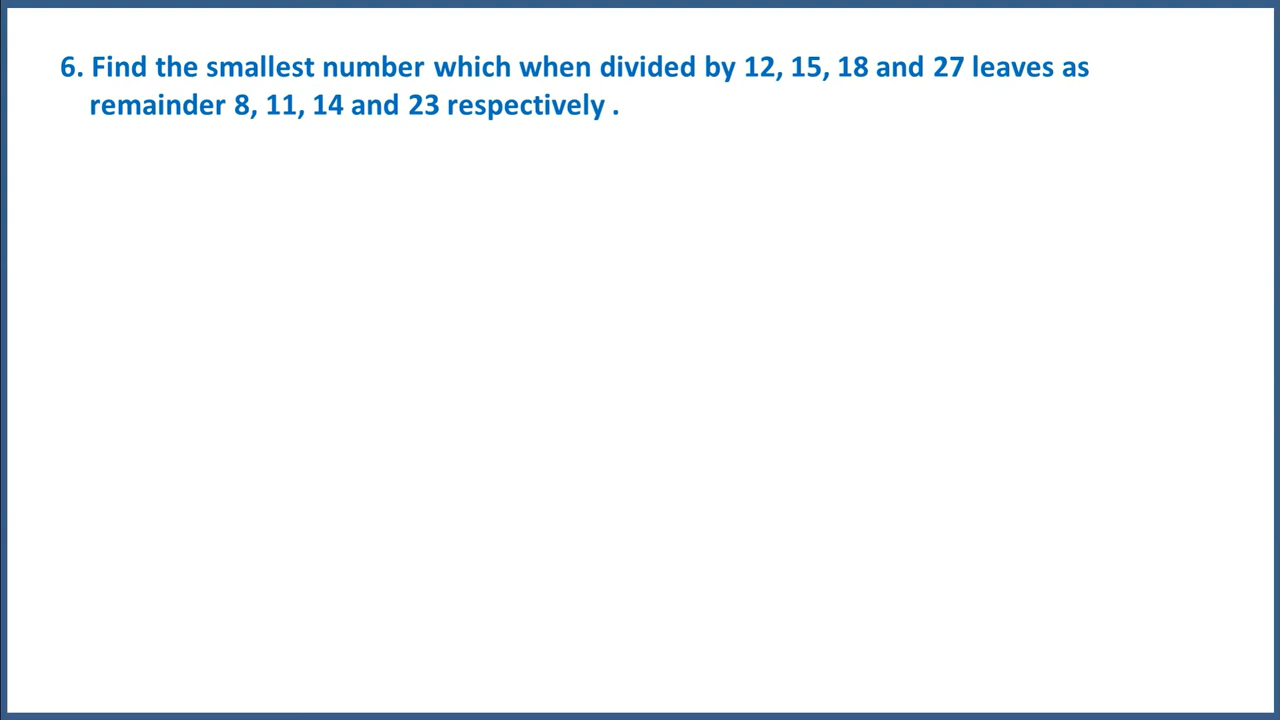 6. Find the smallest number which when divided by 12, 15, 18 and 27 leaves as
remainder 8, 11, 14 and 23 respectively .